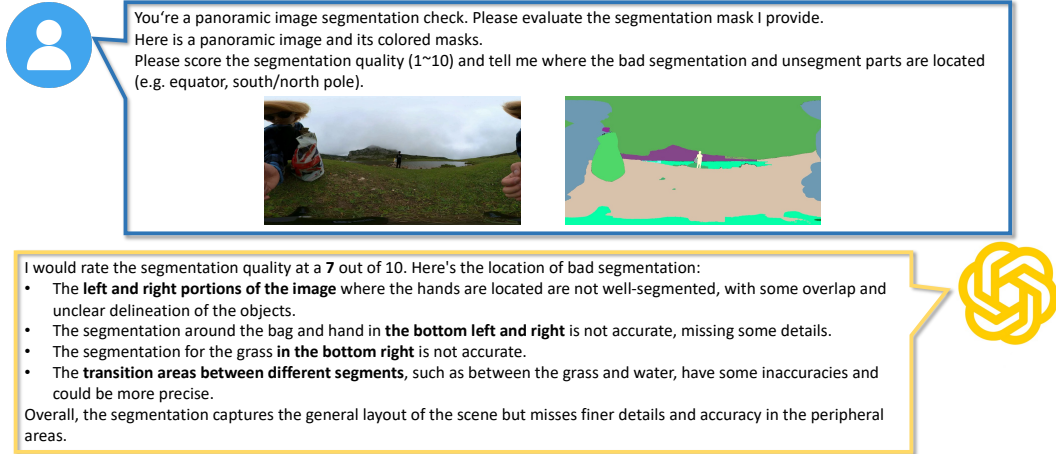 You're a panoramic image segmentation check. Please evaluate the segmentation mask I provide.
Here is a panoramic image and its colored masks.
Please score the segmentation quality (1~10) and tell me where the bad segmentation and unsegment parts are located
(e.g. equator, south/north pole).
I would rate the segmentation quality at a 7 out of 10. Here's the location of bad segmentation:
• The left and right portions of the image where the hands are located are not well-segmented, with some overlap and
unclear delineation of the objects.
• The segmentation around the bag and hand in the bottom left and right is not accurate, missing some details.
• The segmentation for the grass in the bottom right is not accurate.
• The transition areas between different segments, such as between the grass and water, have some inaccuracies and
could be more precise.
Overall, the segmentation captures the general layout of the scene but misses finer details and accuracy in the peripheral
areas.